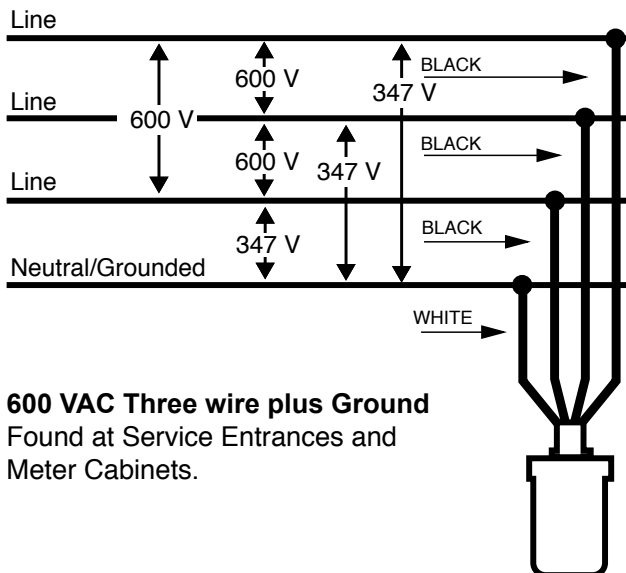 Line
600 V
BLACK
347 V
Line
600 V
BLACK
600 V
347 V
Line
BLACK
347 V
Neutral/Grounded
WHITE
600 VAC Three wire plus Ground
Found at Service Entrances and
Meter Cabinets.